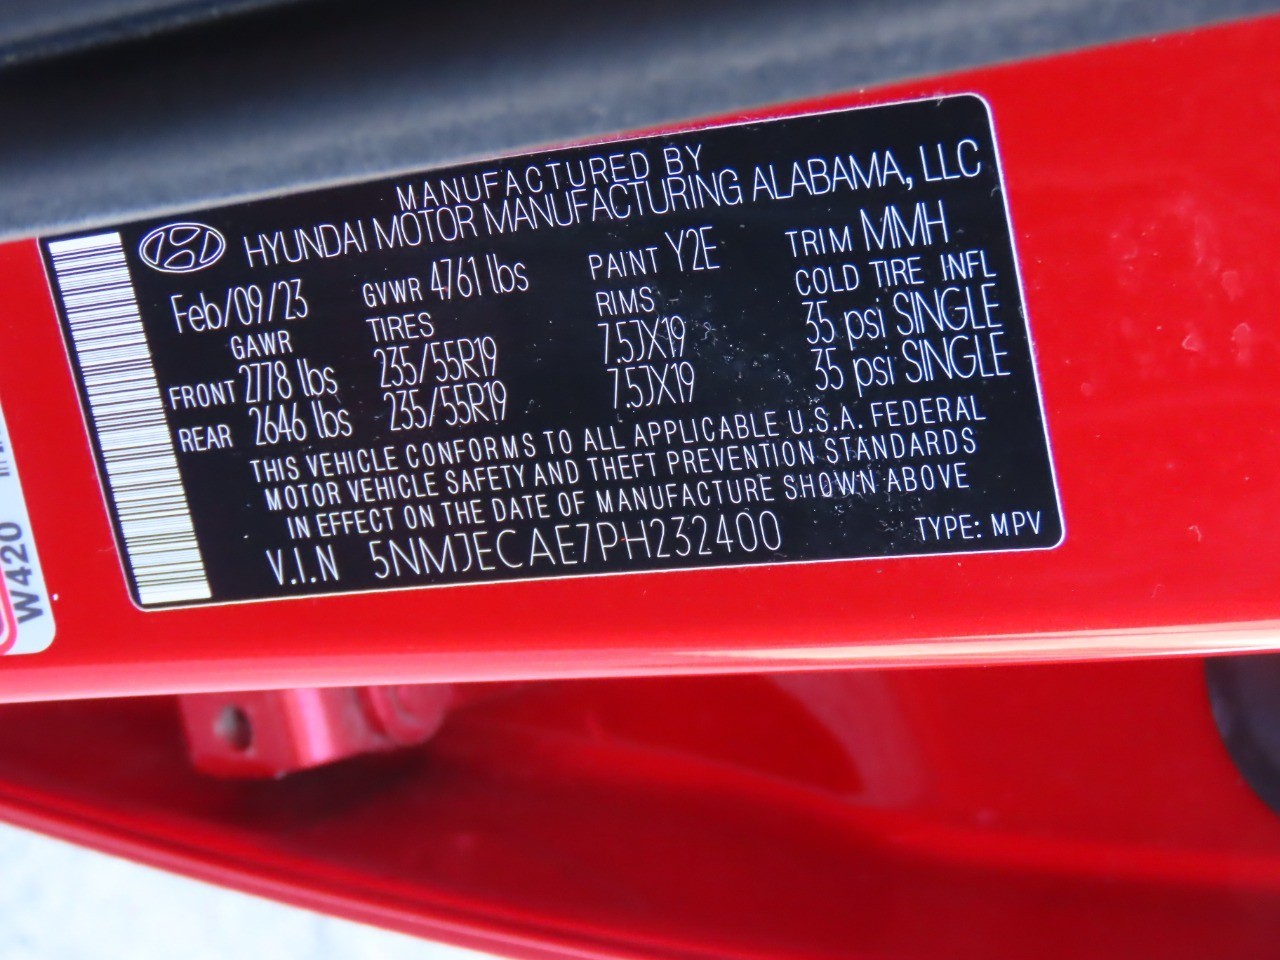 MANUFACTURED BY
HYUNDAI MOTOR MANUFACTURING ALABAMA, LLC
Feb/09/23 GVWR 4761 lbs PAINT Y2E TRIM MMH
GAWR TIRES RIMS COLD TIRE INFL
FRONT 2778 lbs 235/55R19 7.5JX19 35 psi SINGLE
REAR 2646 lbs 235/55R19 7.5JX19 35 psi SINGLE
THIS VEHICLE CONFORMS TO ALL APPLICABLE U.S.A. FEDERAL
MOTOR VEHICLE SAFETY AND THEFT PREVENTION STANDARDS
IN EFFECT ON THE DATE OF MANUFACTURE SHOWN ABOVE
V.I.N 5NMJECAE7PH232400 TYPE: MPV
W420